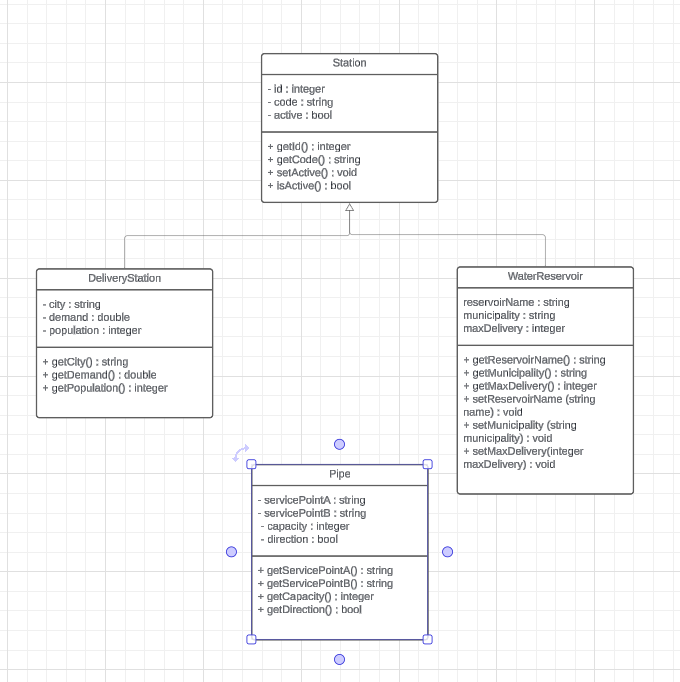 Station
- id : integer
- code : string
- active : bool
+ getId() : integer
+ getCode() : string
+ setActive() : void
+ isActive() : bool
DeliveryStation
- city : string
- demand : double
- population : integer
+ getCity() : string
+ getDemand() : double
+ getPopulation() : integer
WaterReservoir
reservoirName : string
municipality : string
maxDelivery : integer
+ getReservoirName() : string
+ getMunicipality() : string
+ getMaxDelivery() : integer
+ setReservoirName (string
name) : void
+ setMunicipality (string
municipality) : void
+ setMaxDelivery(integer
maxDelivery) : void
Pipe
- servicePointA : string
- servicePointB : string
- capacity : integer
- direction : bool
+ getServicePointA() : string
+ getServicePointB() : string
+ getCapacity() : integer
+ getDirection() : bool